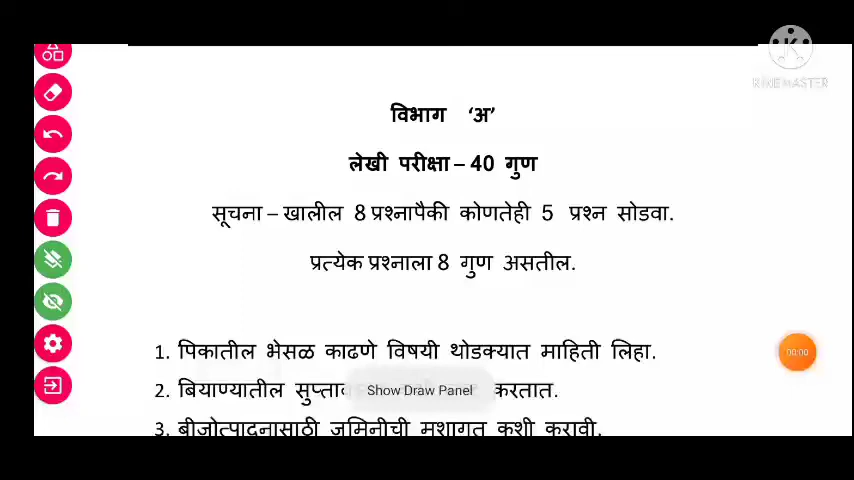 KINEMASTER
विभाग ‘अ’
लेखी परीक्षा – 40 गुण
सूचना – खालील 8 प्रश्नापैकी कोणतेही 5 प्रश्न सोडवा.
प्रत्येक प्रश्नाला 8 गुण असतील.
1. पिकातील भेसळ काढणे विषयी थोडक्यात माहिती लिहा.
00:00
2. बियाण्यातील करतात.
Show Draw Panel
3. बीजोत्पादनासाठी जमिनीची मशागत कशी करावी.